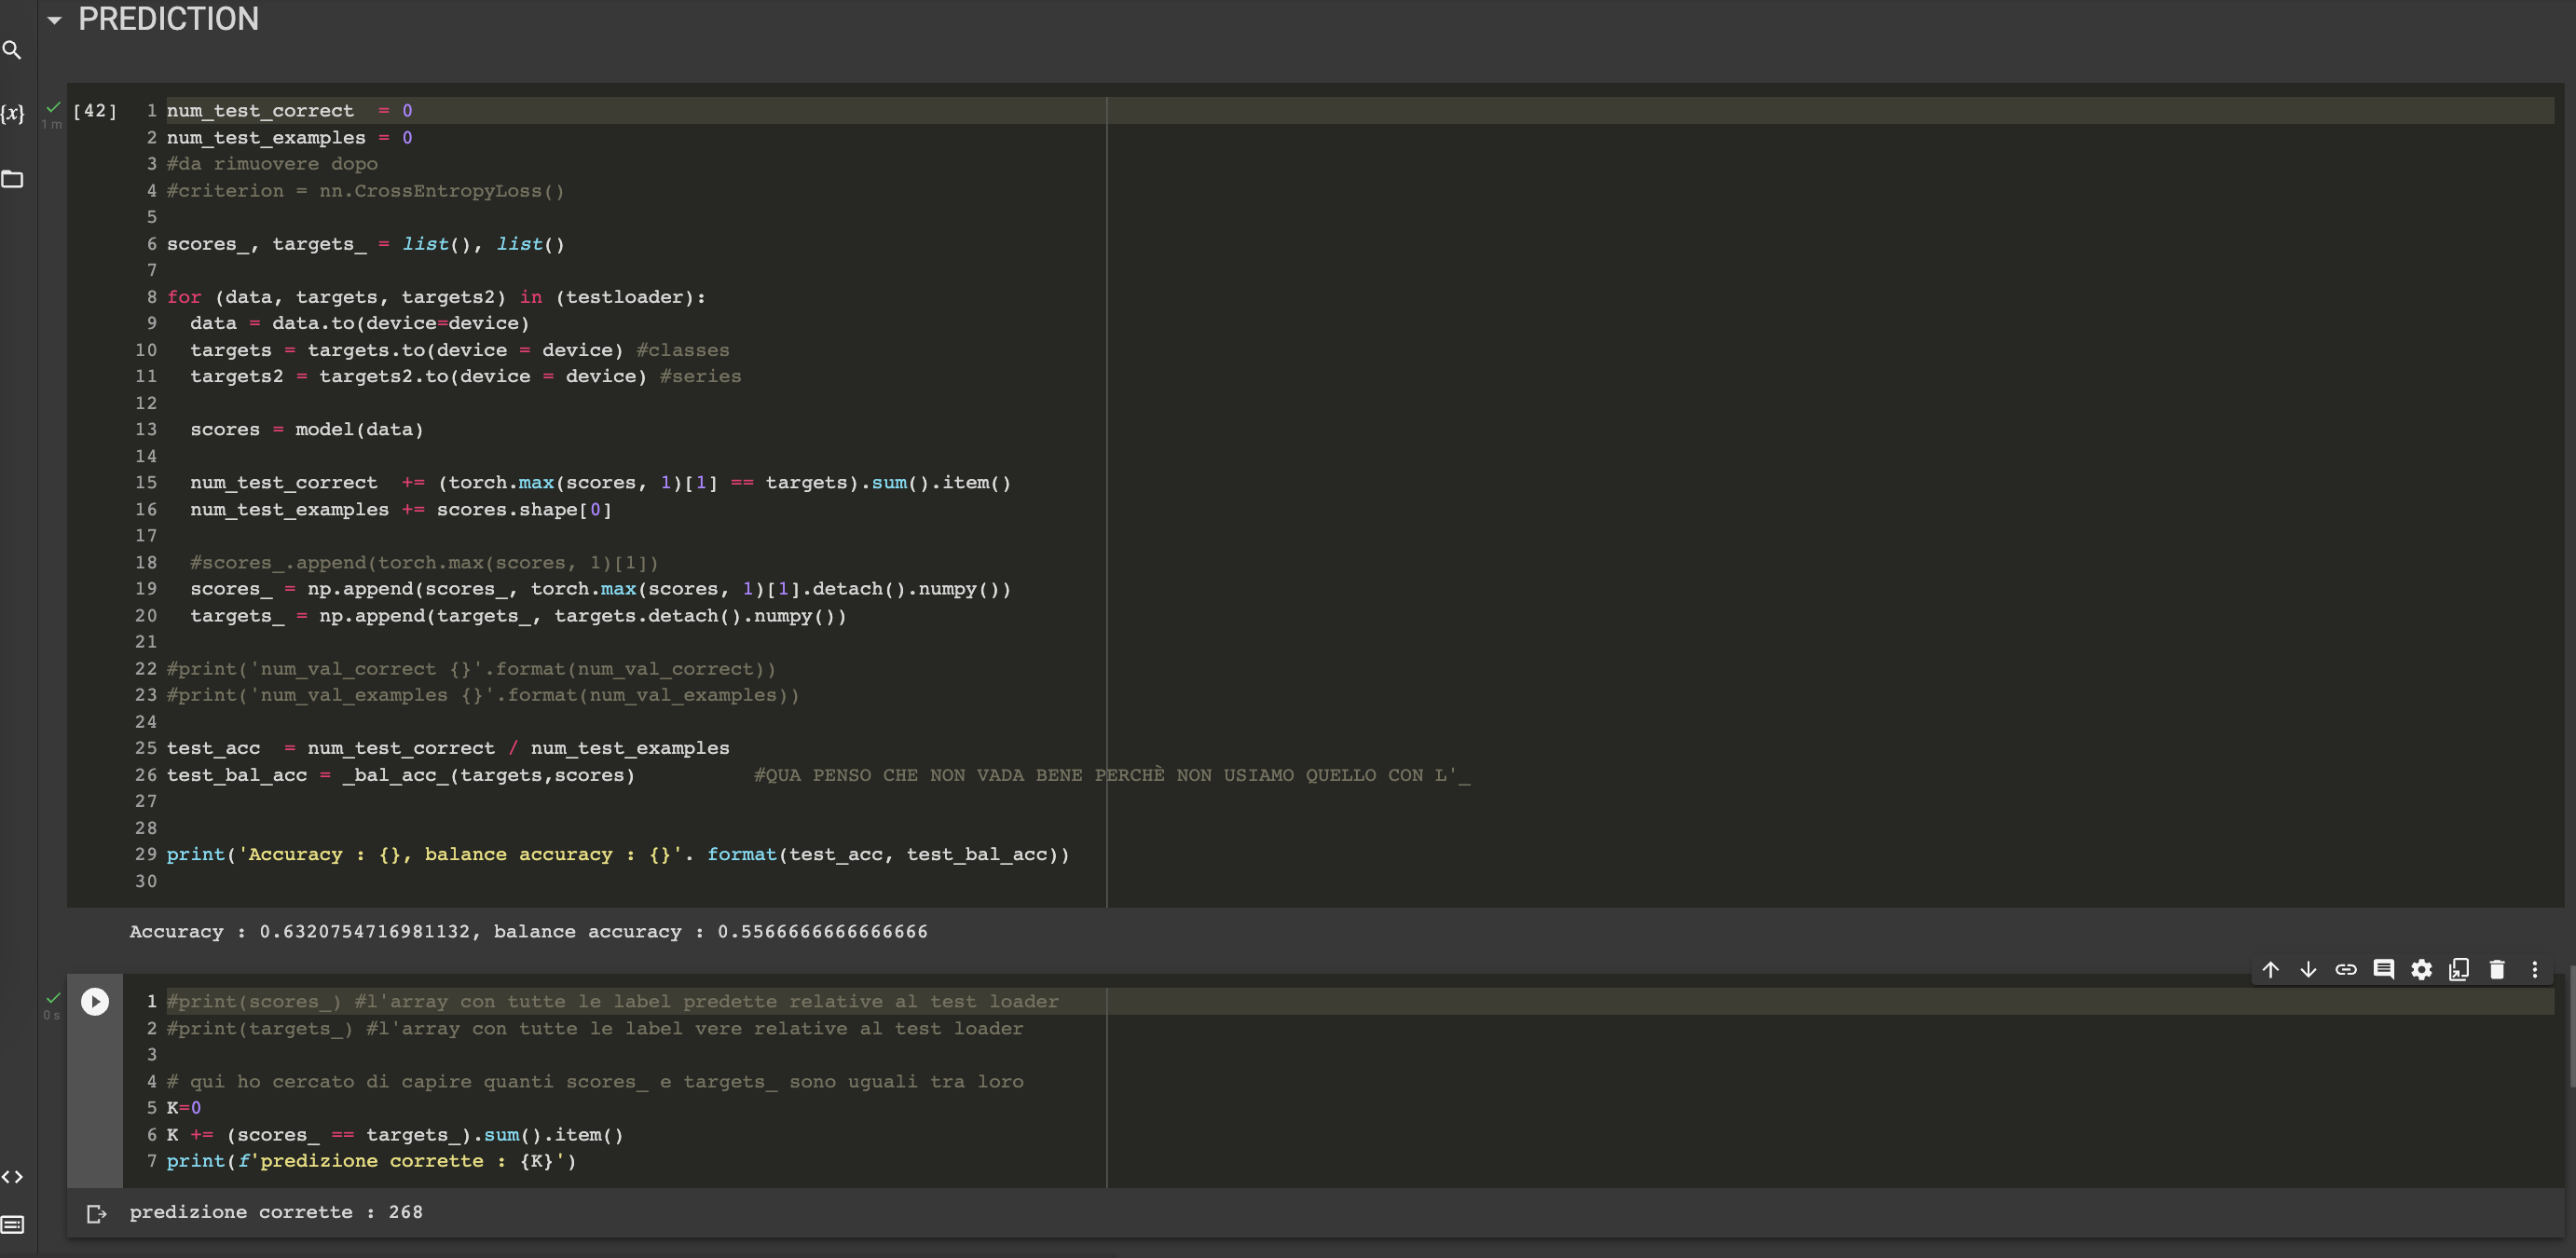 PREDICTION
{x}
1 m
[42]
1 num_test_correct  = 0
2 num_test_examples = 0
3 #da rimuovere dopo
4 #criterion = nn.CrossEntropyLoss()
5
6 scores_, targets_ = list(), list()
7
8 for (data, targets, targets2) in (testloader):
9   data = data.to(device=device)
10   targets = targets.to(device = device) #classes
11   targets2 = targets2.to(device = device) #series
12
13   scores = model(data)
14
15   num_test_correct  += (torch.max(scores, 1)[1] == targets).sum().item()
16   num_test_examples += scores.shape[0]
17
18   #scores_.append(torch.max(scores, 1)[1])
19   scores_ = np.append(scores_, torch.max(scores, 1)[1].detach().numpy())
20   targets_ = np.append(targets_, targets.detach().numpy())
21
22 #print('num_val_correct {}'.format(num_val_correct))
23 #print('num_val_examples {}'.format(num_val_examples))
24
25 test_acc  = num_test_correct / num_test_examples
26 test_bal_acc = _bal_acc_(targets,scores)          #QUA PENSO CHE NON VADA BENE PERCHÈ NON USIAMO QUELLO CON L'_
27
28
29 print('Accuracy : {}, balance accuracy : {}'. format(test_acc, test_bal_acc))
30
Accuracy : 0.6320754716981132, balance accuracy : 0.5566666666666666
0 s
1 #print(scores_) #l'array con tutte le label predette relative al test loader
2 #print(targets_) #l'array con tutte le label vere relative al test loader
3
4 # qui ho cercato di capire quanti scores_ e targets_ sono uguali tra loro
5 K=0
6 K += (scores_ == targets_).sum().item()
7 print(f'predizione corrette : {K}')
predizione corrette : 268